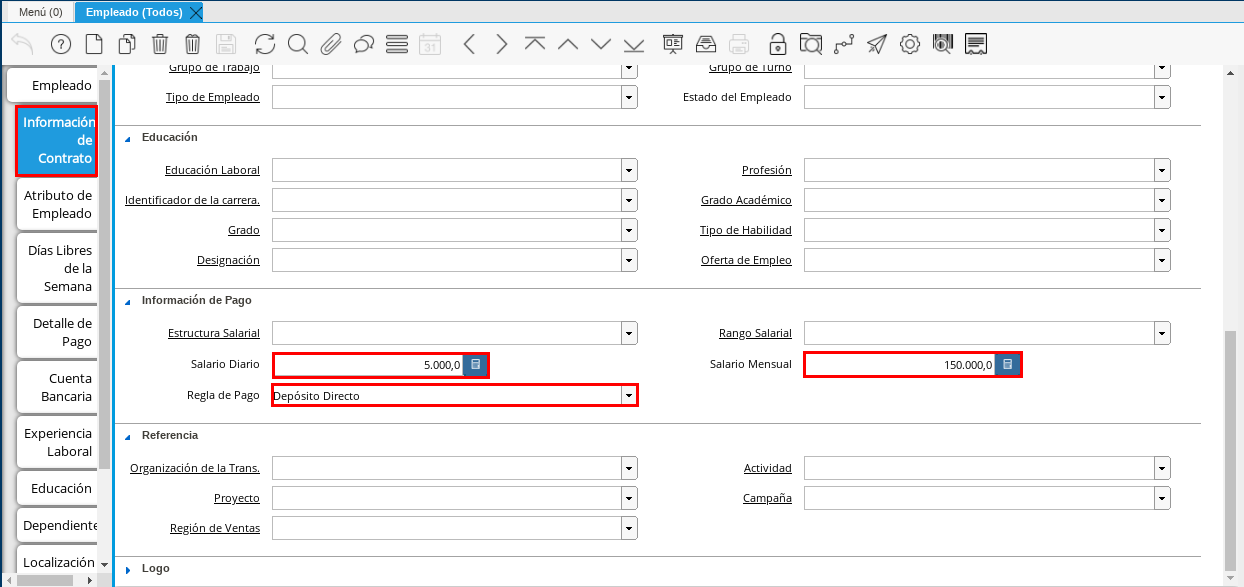 Menú (0)
Empleado (Todos)
31
Empleado
Información
de
Contrato
Atributo de
Empleado
Días Libres
de la
Semana
Detalle de
Pago
Cuenta
Bancaria
Experiencia
Laboral
Educación
Dependiente
Localización
Grupo de Trabajo
Grupo de Turno
Tipo de Empleado
Estado del Empleado
Educación
Educación Laboral
Profesión
Identificador de la carrera.
Grado Académico
Grado
Tipo de Habilidad
Designación
Oferta de Empleo
Información de Pago
Estructura Salarial
Rango Salarial
Salario Diario 5.000,0
Salario Mensual 150.000,0
Regla de Pago Depósito Directo
Referencia
Organización de la Trans.
Actividad
Proyecto
Campaña
Región de Ventas
Logo